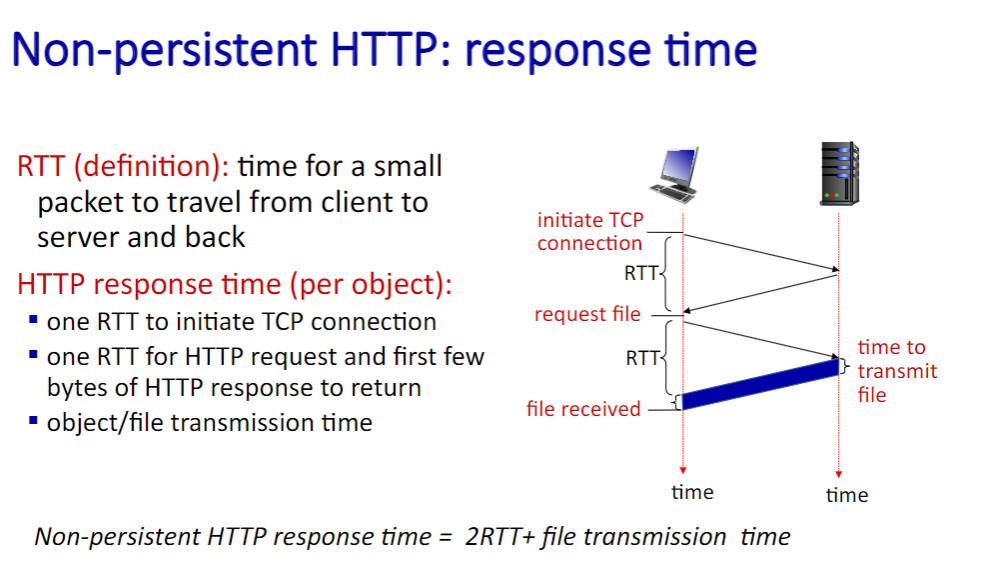 Non-persistent HTTP: response time
RTT (definition): time for a small
packet to travel from client to
server and back
HTTP response time (per object):
▪ one RTT to initiate TCP connection
▪ one RTT for HTTP request and first few
bytes of HTTP response to return
▪ object/file transmission time
initiate TCP
connection
RTT
request file
RTT
file received
time to
transmit
file
time
time
Non-persistent HTTP response time = 2RTT+ file transmission time